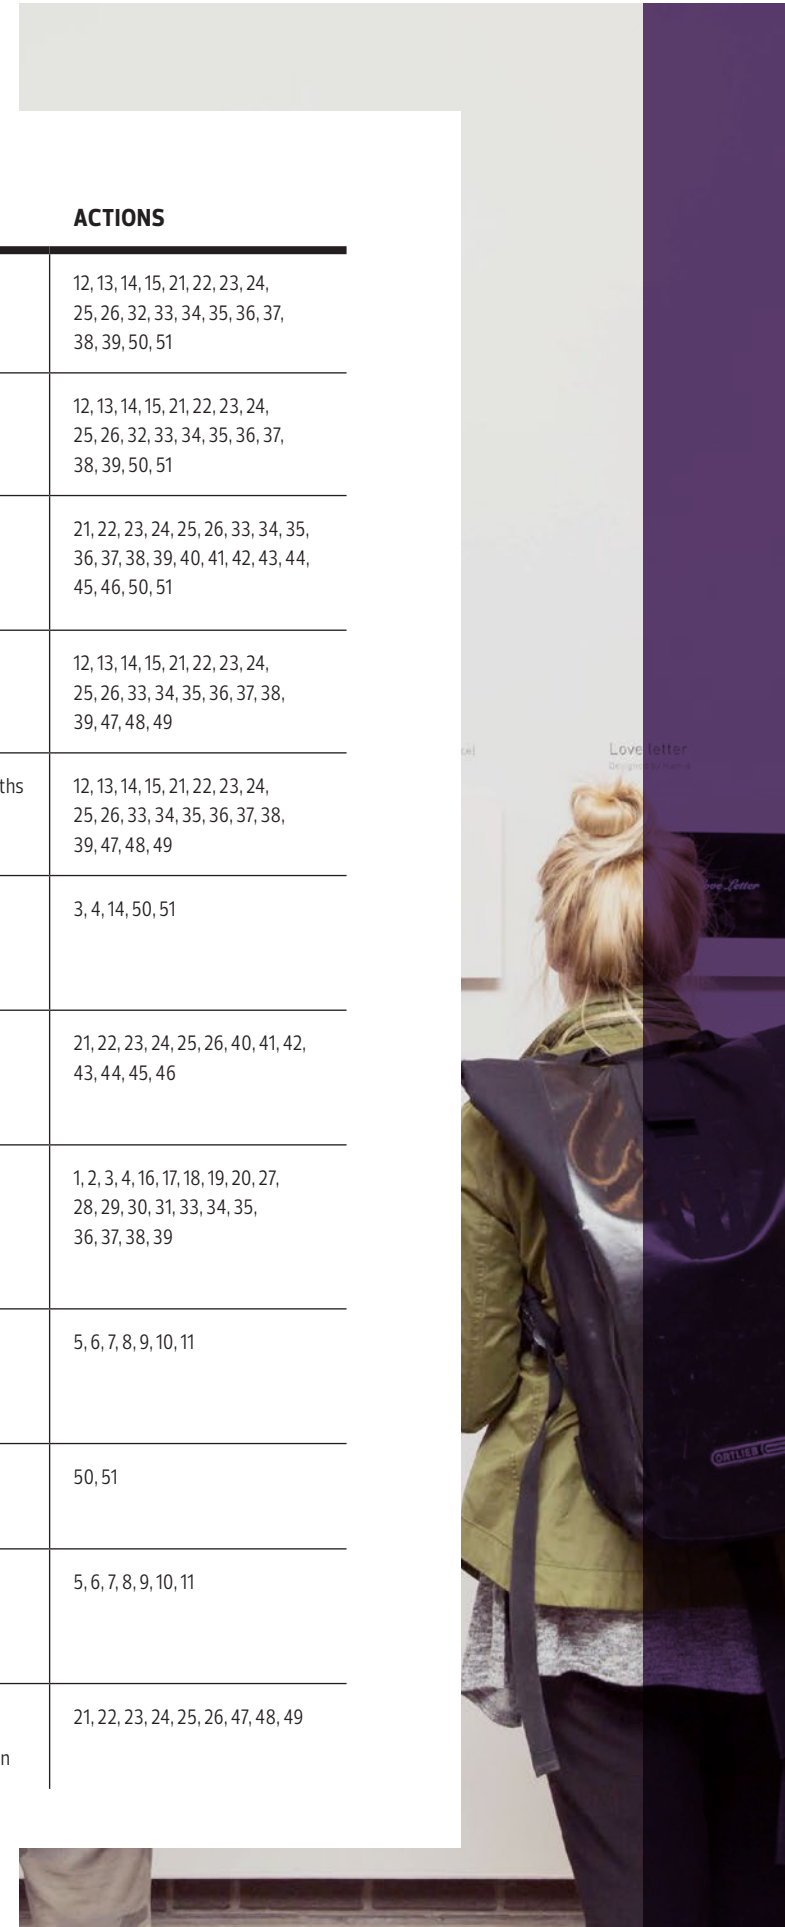 ACTIONS
12, 13, 14, 15, 21, 22, 23, 24,
25, 26, 32, 33, 34, 35, 36, 37,
38, 39, 50, 51
12, 13, 14, 15, 21, 22, 23, 24,
25, 26, 32, 33, 34, 35, 36, 37,
38, 39, 50, 51
21, 22, 23, 24, 25, 26, 33, 34, 35,
36, 37, 38, 39, 40, 41, 42, 43, 44,
45, 46, 50, 51
12, 13, 14, 15, 21, 22, 23, 24,
25, 26, 33, 34, 35, 36, 37, 38,
39, 47, 48, 49
ths
12, 13, 14, 15, 21, 22, 23, 24,
25, 26, 33, 34, 35, 36, 37, 38,
39, 47, 48, 49
3, 4, 14, 50, 51
21, 22, 23, 24, 25, 26, 40, 41, 42,
43, 44, 45, 46
1, 2, 3, 4, 16, 17, 18, 19, 20, 27,
28, 29, 30, 31, 33, 34, 35,
36, 37, 38, 39
5, 6, 7, 8, 9, 10, 11
50, 51
5, 6, 7, 8, 9, 10, 11
21, 22, 23, 24, 25, 26, 47, 48, 49
n
Love letter
Love Letter
ORTLIEB